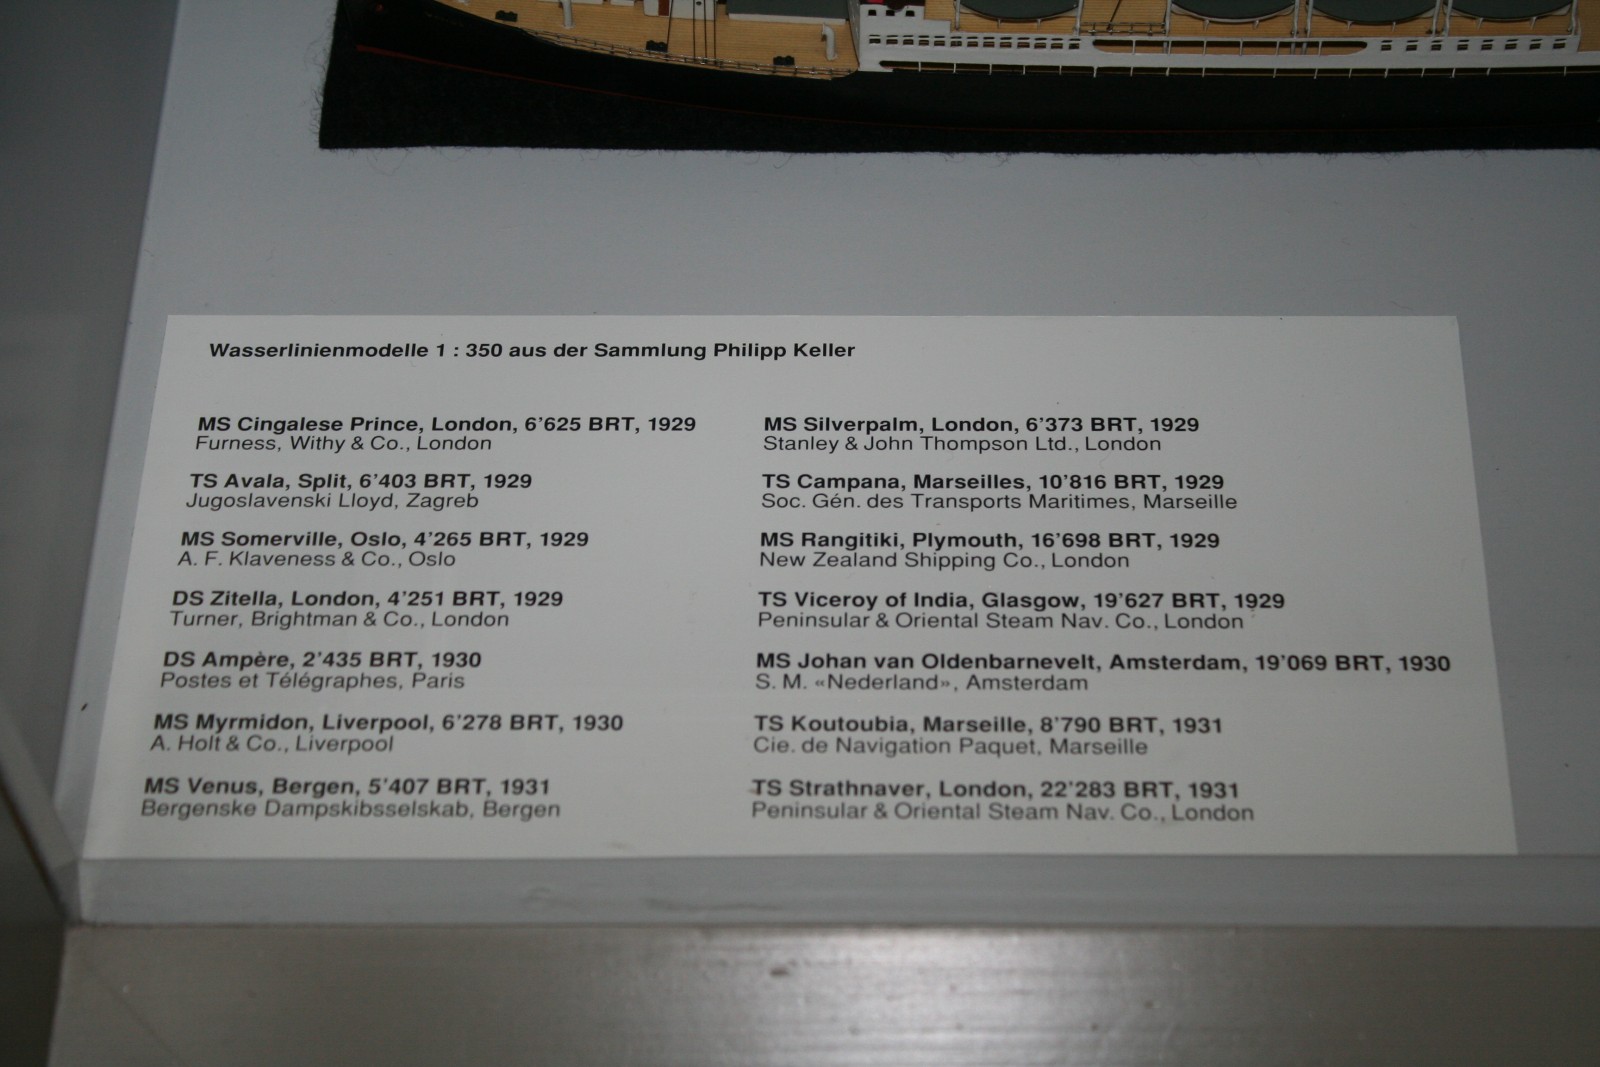 Wasserlinienmodelle 1 : 350 aus der Sammlung Philipp Keller
MS Cingalese Prince, London, 6'625 BRT, 1929
Furness, Withy & Co., London
TS Avala, Split, 6'403 BRT, 1929
Jugoslavenski Lloyd, Zagreb
MS Somerville, Oslo, 4'265 BRT, 1929
A. F. Klaveness & Co., Oslo
DS Zitella, London, 4'251 BRT, 1929
Turner, Brightman & Co., London
DS Ampère, 2'435 BRT, 1930
Postes et Télégraphes, Paris
MS Myrmidon, Liverpool, 6'278 BRT, 1930
A. Holt & Co., Liverpool
MS Venus, Bergen, 5'407 BRT, 1931
Bergenske Dampskibsselskab, Bergen
MS Silverpalm, London, 6'373 BRT, 1929
Stanley & John Thompson Ltd., London
TS Campana, Marseilles, 10'816 BRT, 1929
Soc. Gén. des Transports Maritimes, Marseille
MS Rangitiki, Plymouth, 16'698 BRT, 1929
New Zealand Shipping Co., London
TS Viceroy of India, Glasgow, 19'627 BRT, 1929
Peninsular & Oriental Steam Nav. Co., London
MS Johan van Oldenbarnevelt, Amsterdam, 19'069 BRT, 1930
S. M. «Nederland», Amsterdam
TS Koutoubia, Marseille, 8'790 BRT, 1931
Cie. de Navigation Paquet, Marseille
TS Strathnaver, London, 22'283 BRT, 1931
Peninsular & Oriental Steam Nav. Co., London